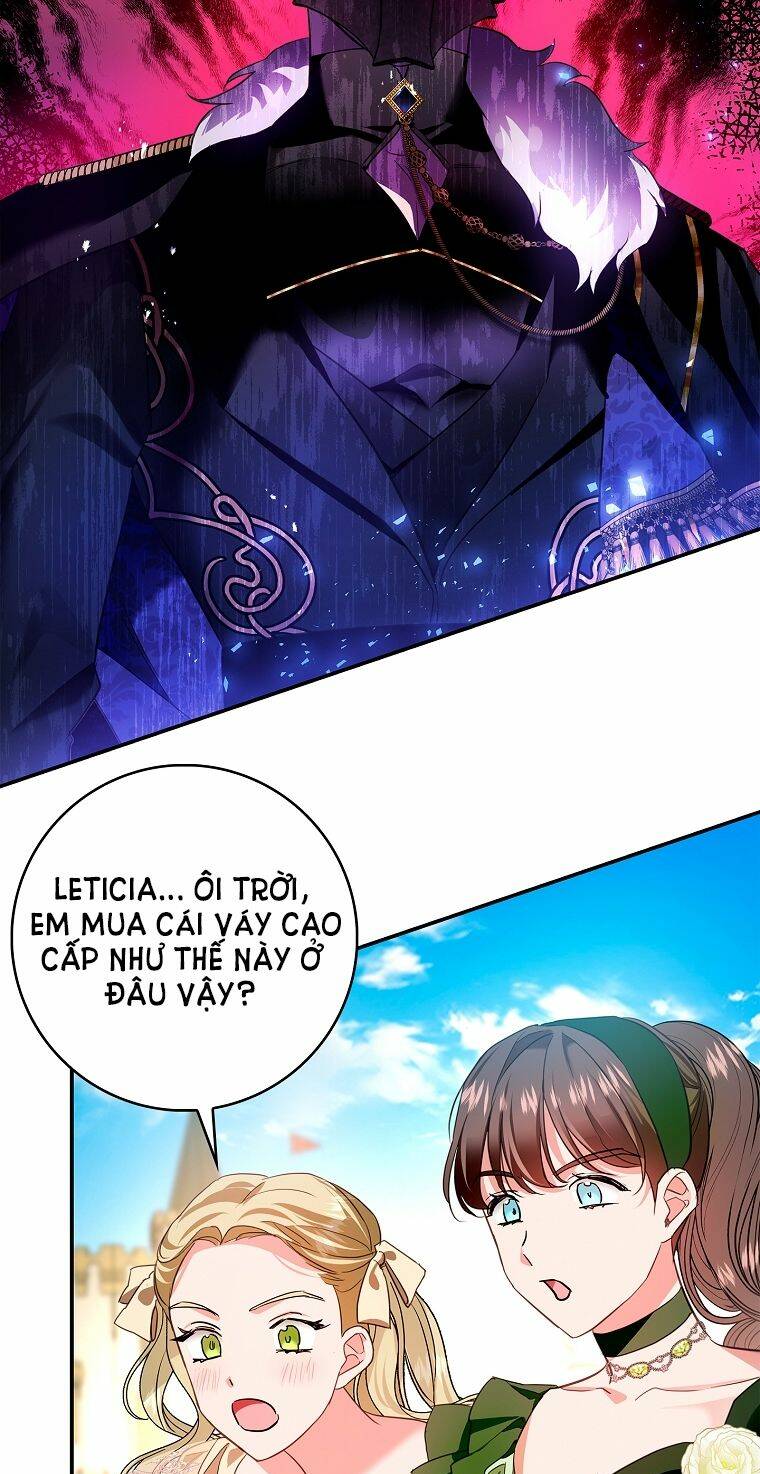 LETICIA... ÔI TRỜI,
EM MUA CÁI VÁY CAO
CẤP NHƯ THẾ NÀY Ở
ĐÂU VẬY?